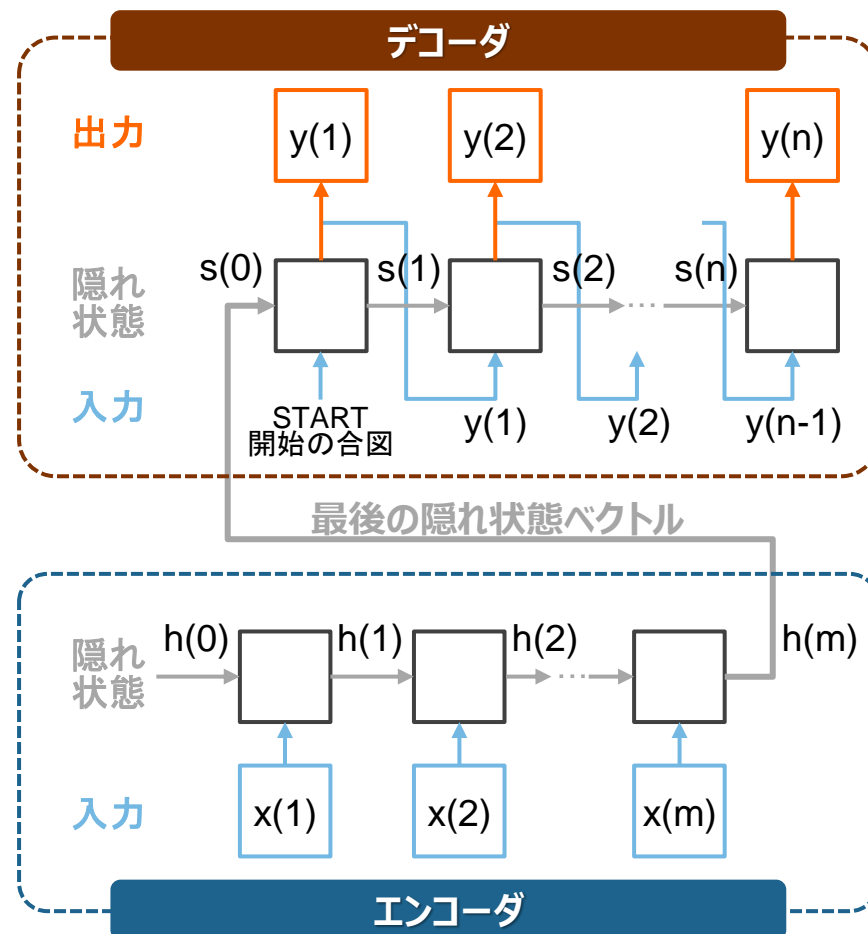 デコーダ
出力
y(1)
y(2)
y(n)
隠れ
状態
s(0)
s(1)
s(2)
…
s(n)
入力
START
開始の合図
y(1)
y(2)
y(n-1)
最後の隠れ状態ベクトル
隠れ
状態
h(0)
h(1)
h(2)
…
h(m)
入力
x(1)
x(2)
x(m)
エンコーダ